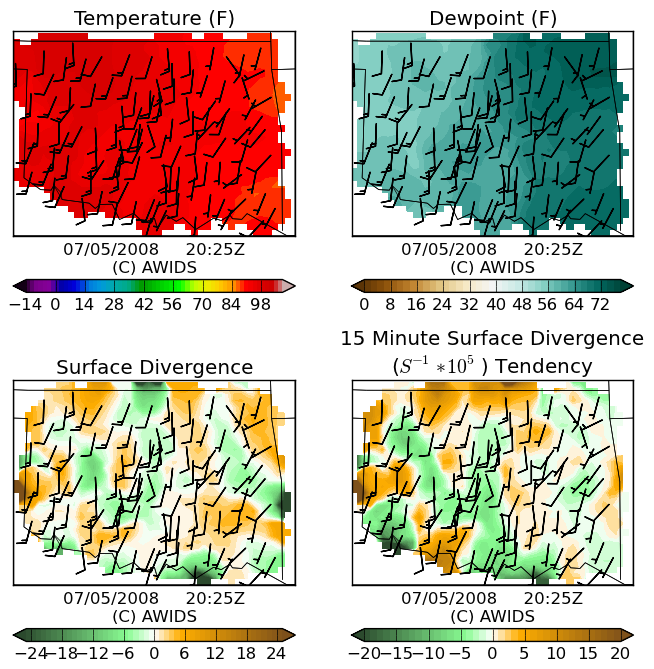 Temperature (F)
Dewpoint (F)
07/05/2008 20:25Z
(C) AWIDS
07/05/2008 20:25Z
(C) AWIDS
−14 0 14 28 42 56 70 84 98
0 8 16 24 32 40 48 56 64 72
Surface Divergence
15 Minute Surface Divergence
(S⁻¹ *10⁵ ) Tendency
07/05/2008 20:25Z
(C) AWIDS
07/05/2008 20:25Z
(C) AWIDS
−24 −18 −12 −6 0 6 12 18 24
−20 −15 −10 −5 0 5 10 15 20